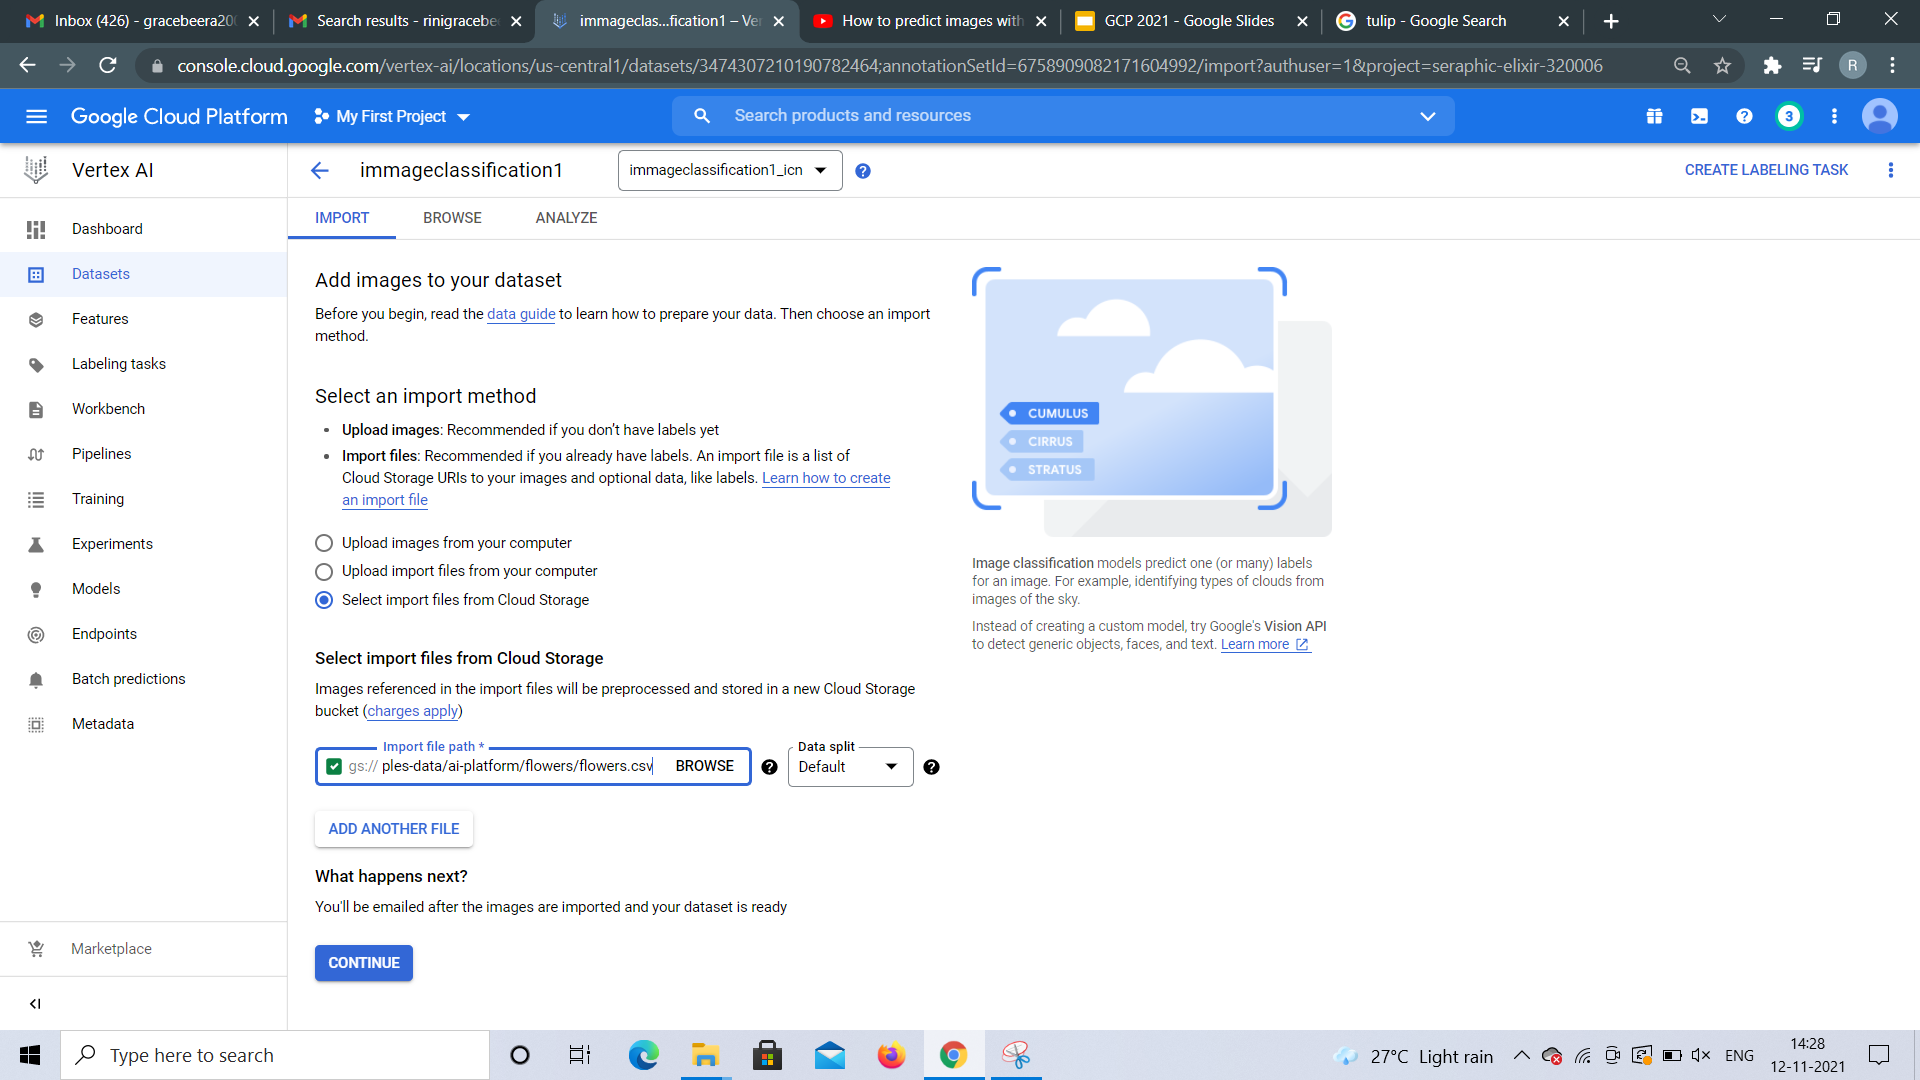 Inbox (426) - gracebeera20
Search results - rinigracebee
immageclas...fication1 – Ver
How to predict images with
GCP 2021 - Google Slides
tulip - Google Search
console.cloud.google.com/vertex-ai/locations/us-central1/datasets/3474307210190782464;annotationSetId=6758909082171604992/import?authuser=1&project=seraphic-elixir-320006
R
Google Cloud Platform
My First Project
Search products and resources
3
Vertex AI
immageclassification1
immageclassification1_icn
CREATE LABELING TASK
IMPORT
BROWSE
ANALYZE
Dashboard
Datasets
Features
Labeling tasks
Workbench
Pipelines
Training
Experiments
Models
Endpoints
Batch predictions
Metadata
Marketplace
Add images to your dataset
Before you begin, read the data guide to learn how to prepare your data. Then choose an import
method.
Select an import method
• Upload images: Recommended if you don't have labels yet
• Import files: Recommended if you already have labels. An import file is a list of
Cloud Storage URIs to your images and optional data, like labels. Learn how to create
an import file
Upload images from your computer
Upload import files from your computer
Select import files from Cloud Storage
Select import files from Cloud Storage
Images referenced in the import files will be preprocessed and stored in a new Cloud Storage
bucket (charges apply)
Import file path *
gs:// ples-data/ai-platform/flowers/flowers.csv
BROWSE
Data split
Default
ADD ANOTHER FILE
What happens next?
You'll be emailed after the images are imported and your dataset is ready
CONTINUE
CUMULUS
CIRRUS
STRATUS
Image classification models predict one (or many) labels
for an image. For example, identifying types of clouds from
images of the sky.
Instead of creating a custom model, try Google's Vision API
to detect generic objects, faces, and text. Learn more
Type here to search
27°C Light rain
ENG
14:28
12-11-2021